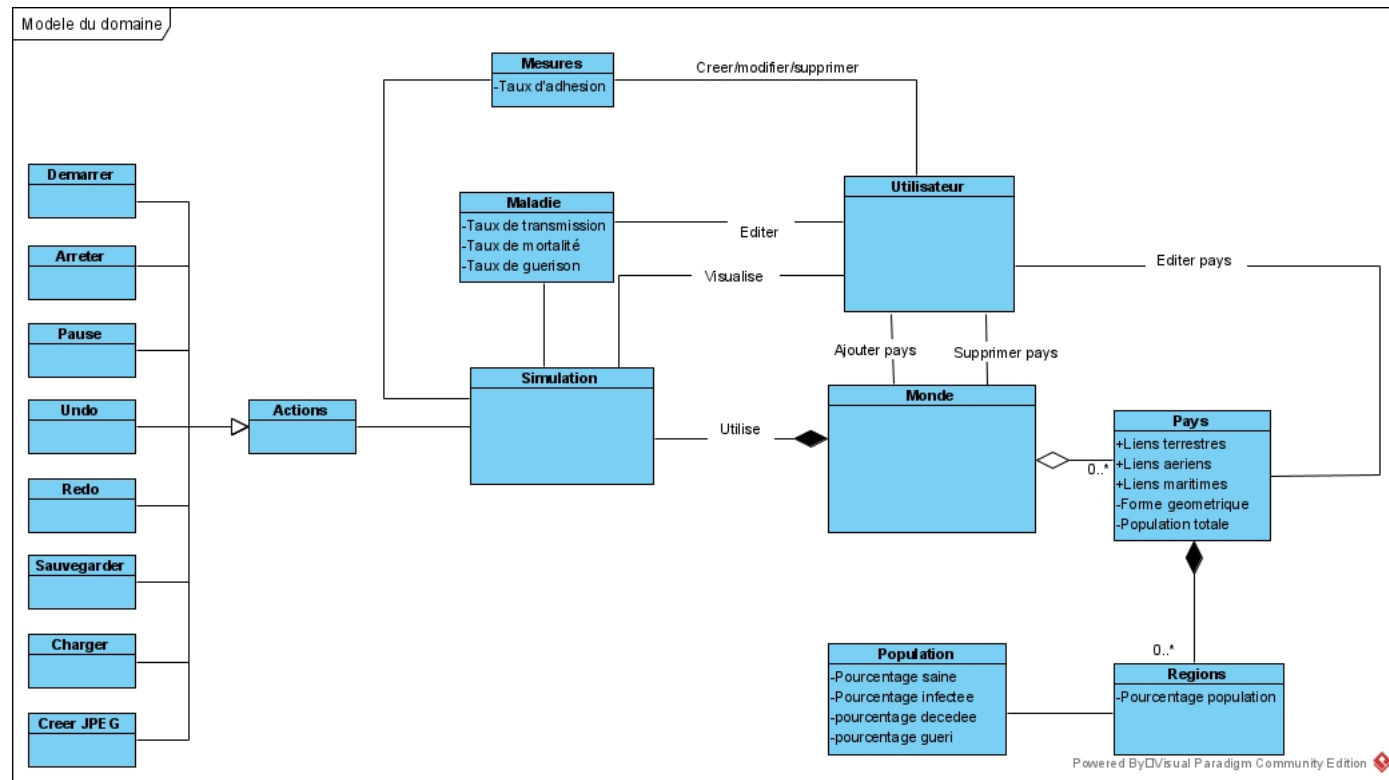 Modele du domaine
Mesures
-Taux d'adhesion
Creer/modifier/supprimer
Demarrer
Arreter
Pause
Undo
Redo
Sauvegarder
Charger
Creer JPEG
Actions
Maladie
-Taux de transmission
-Taux de mortalité
-Taux de guerison
Editer
Visualise
Utilisateur
Editer pays
Ajouter pays
Supprimer pays
Simulation
Utilise
Monde
0..*
Pays
+Liens terrestres
+Liens aeriens
+Liens maritimes
-Forme geometrique
-Population totale
0..*
Population
-Pourcentage saine
-Pourcentage infectee
-pourcentage decedee
-pourcentage gueri
Regions
-Pourcentage population
Powered By□Visual Paradigm Community Edition